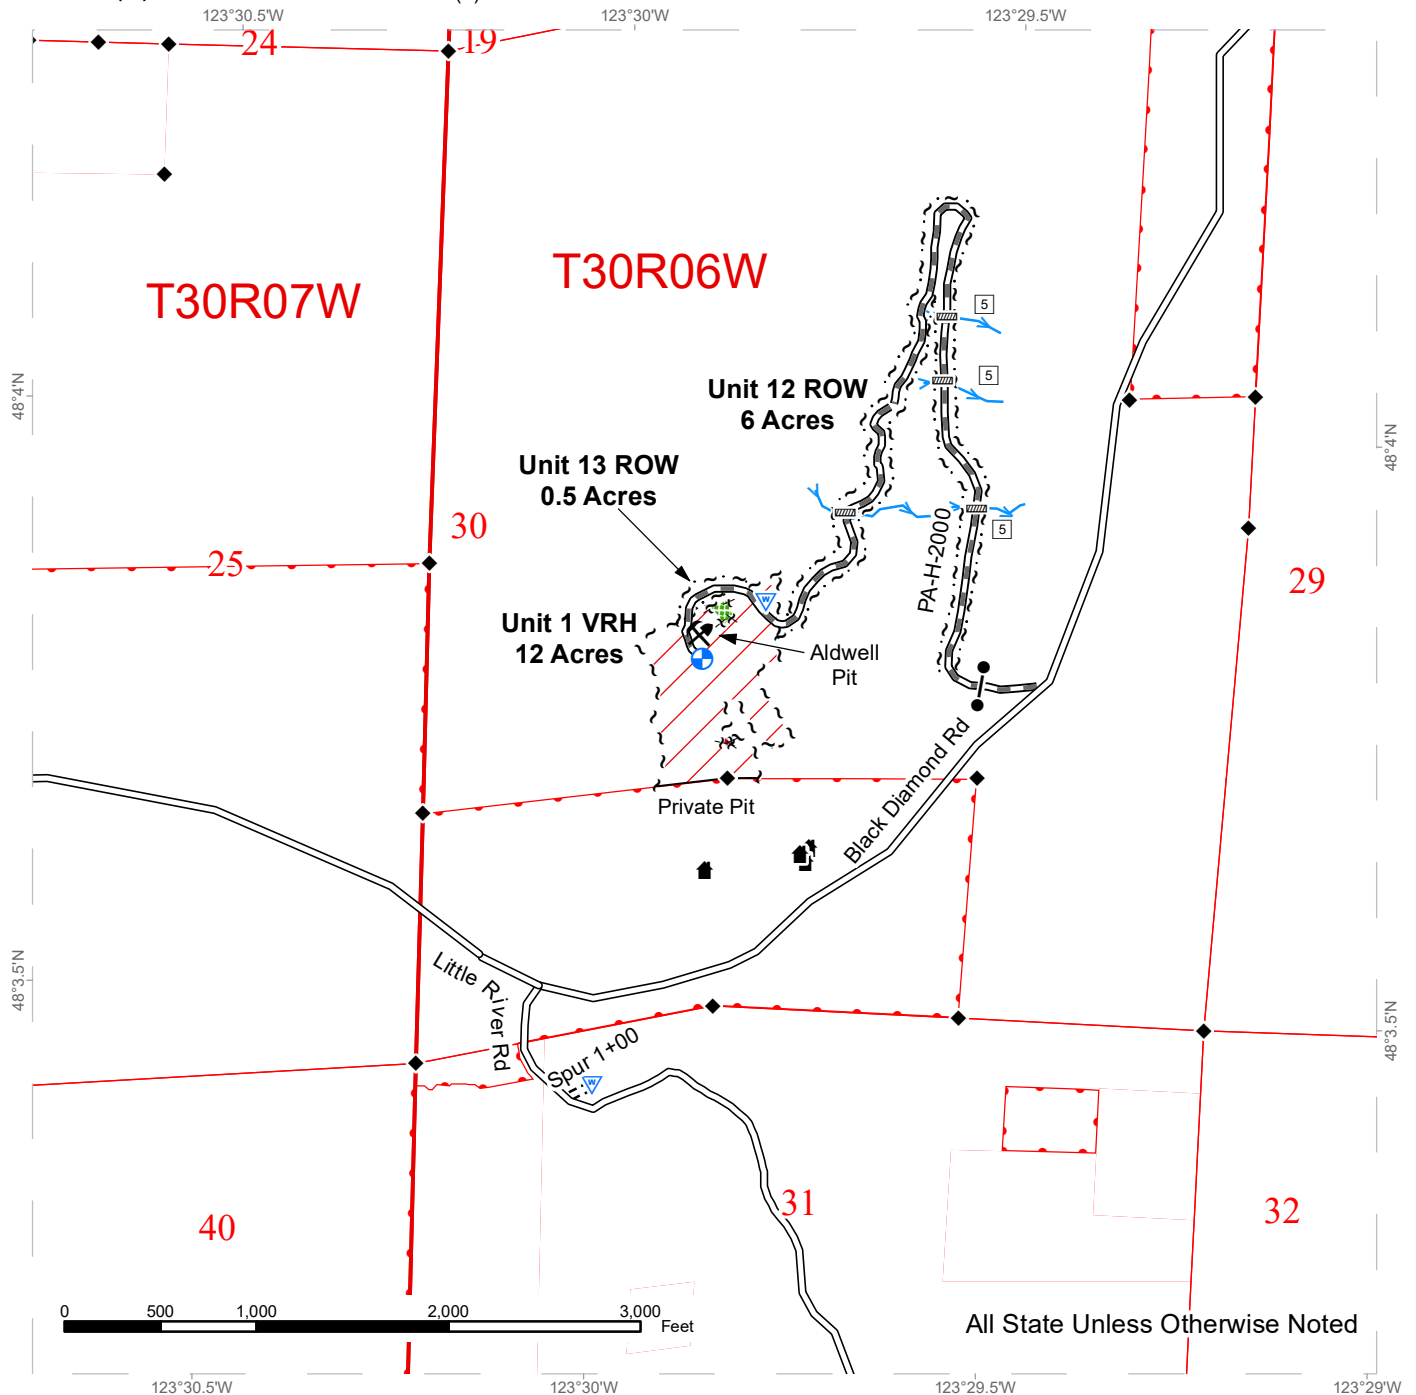 123°30.5'W
123°30'W
123°29.5'W
24
19
T30R07W
T30R06W
5
48°4'N
Unit 12 ROW
6 Acres
5
48°4'N
Unit 13 ROW
0.5 Acres
30
5
25
PA-H-2000
29
W
Unit 1 VRH
12 Acres
Aldwell
Pit
Black Diamond Rd
Private Pit
48°3.5'N
Little River Rd
48°3.5'N
Spur 1+00
W
31
32
40
0
500
1,000
2,000
3,000
Feet
All State Unless Otherwise Noted
123°30.5'W
123°30'W
123°29.5'W
123°29'W